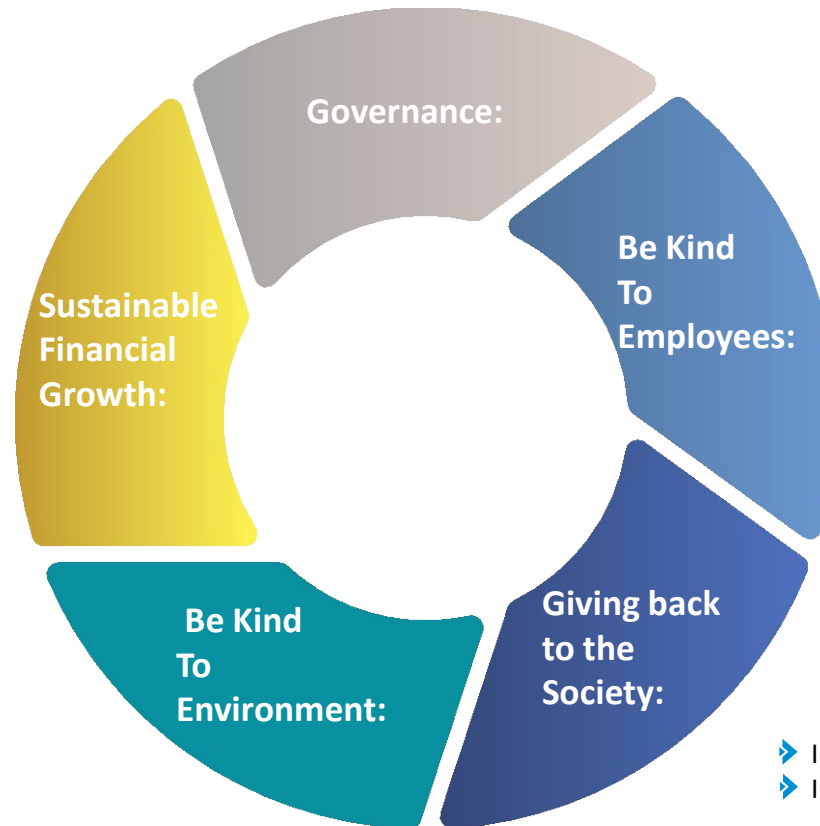 Governance:
Be Kind
To
Employees:
Sustainable
Financial
Growth:
Giving back
to the
Society:
Be Kind
To
Environment: